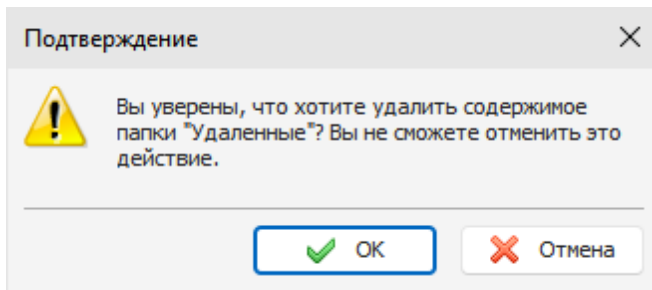 Подтверждение
Вы уверены, что хотите удалить содержимое
папки "Удаленные"? Вы не сможете отменить это
действие.
OK
Отмена